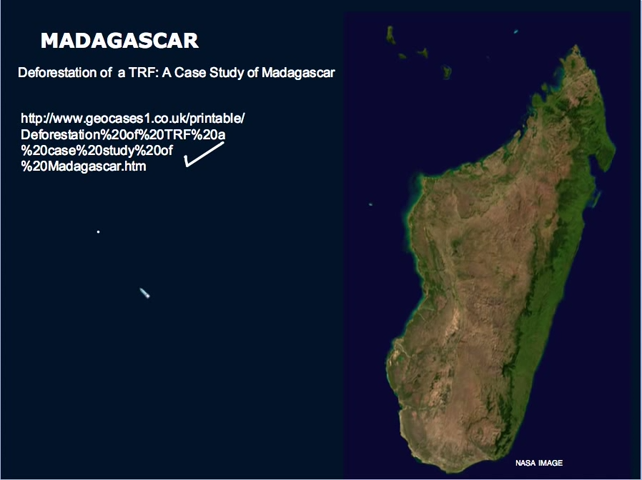 MADAGASCAR
Deforestation of a TRF: A Case Study of Madagascar
http://www.geocases1.co.uk/printable/
Deforestation%20of%20TRF%20a
%20case%20study%20of
%20Madagascar.htm
NASA IMAGE